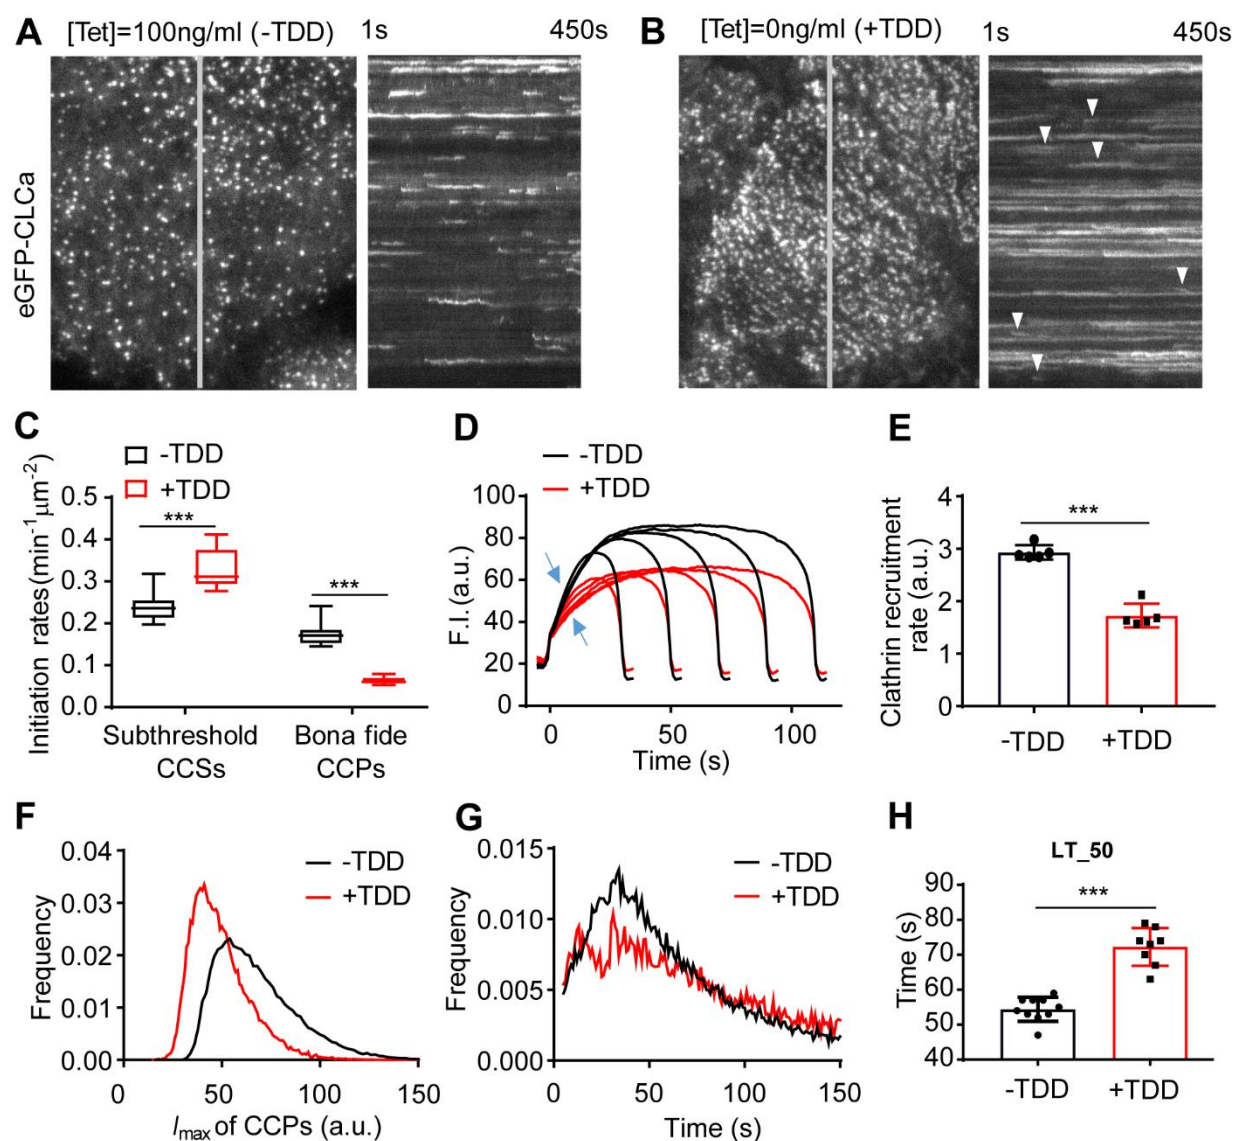 A [Tet]=100ng/ml (-TDD) 1s 450s
B [Tet]=0ng/ml (+TDD) 1s 450s
eGFP-CLCa
C
-TDD
+TDD
Initiation rates(min⁻¹μm⁻²)
0.5
0.4
0.3
0.2
0.1
0.0
***
***
Subthreshold
CCSs
Bona fide
CCPs
D
-TDD
+TDD
F.I.(a.u.)
100
80
60
40
20
0
0 50 100
Time (s)
E
Clathrin recruitment
rate (a.u.)
4
3
2
1
0
***
-TDD +TDD
F
-TDD
+TDD
Frequency
0.04
0.03
0.02
0.01
0.00
0 50 100 150
Imax of CCPs (a.u.)
G
-TDD
+TDD
Frequency
0.015
0.010
0.005
0.000
0 50 100 150
Time (s)
H
LT_50
Time (s)
90
80
70
60
50
40
***
-TDD +TDD